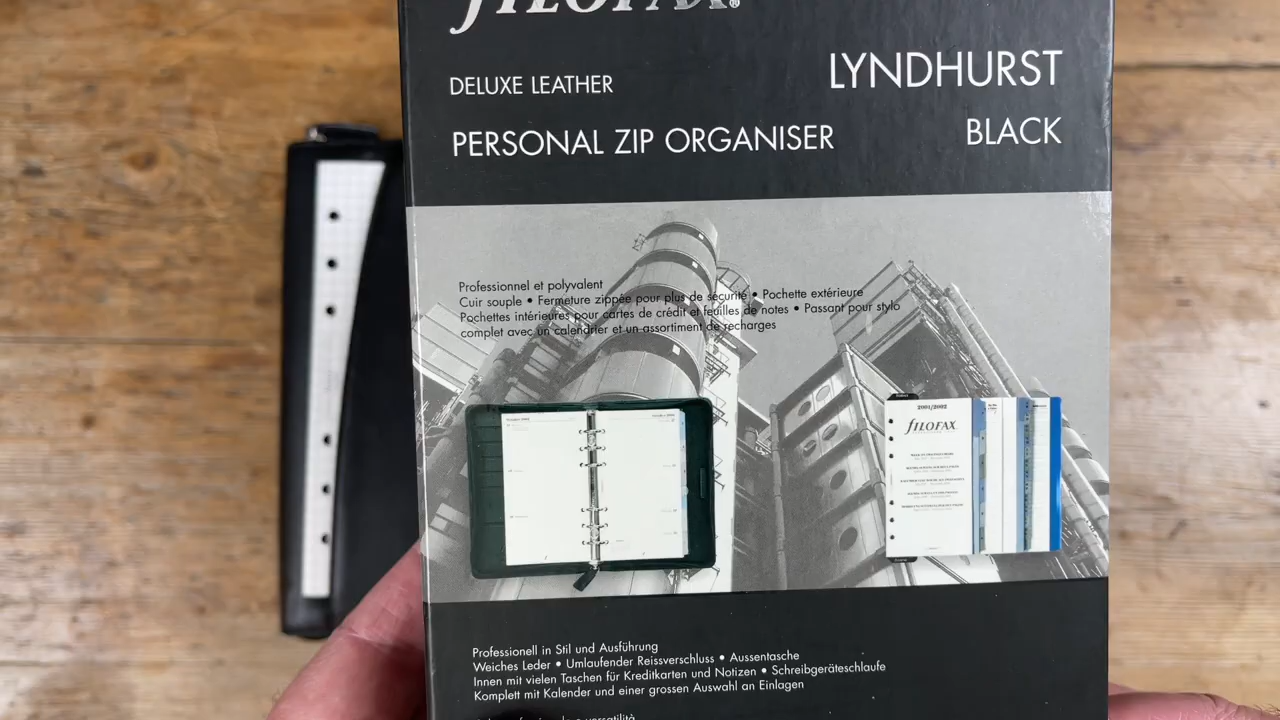 FILOFAX®
DELUXE LEATHER
LYNDHURST
PERSONAL ZIP ORGANISER
BLACK
Professionnel et polyvalent
Cuir souple • Fermeture zippée pour plus de sécurité • Pochette extérieure
Pochettes intérieures pour cartes de crédit et feuilles de notes • Passant pour stylo
complet avec un calendrier et un assortiment de recharges
2001/2002
FILOFAX
Professionell in Stil und Ausführung
Weiches Leder • Umlaufender Reissverschluss • Aussentasche
Innen mit vielen Taschen für Kreditkarten und Notizen • Schreibgeräteschlaufe
Komplett mit Kalender und einer grossen Auswahl an Einlagen
versatilità